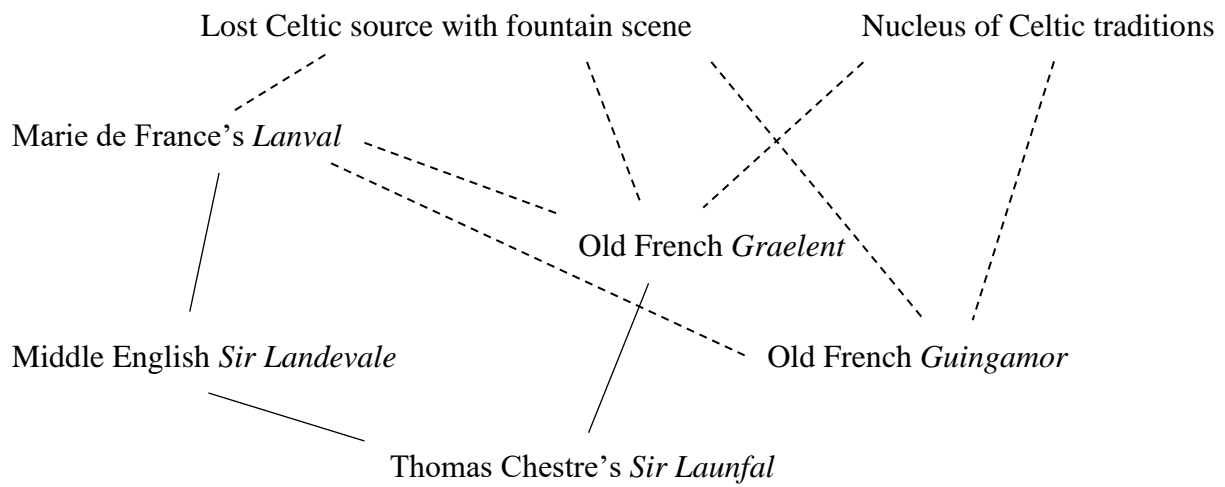 Lost Celtic source with fountain scene
Nucleus of Celtic traditions
Marie de France’s Lanval
Old French Graelent
Middle English Sir Landevale
Old French Guingamor
Thomas Chestre’s Sir Launfal